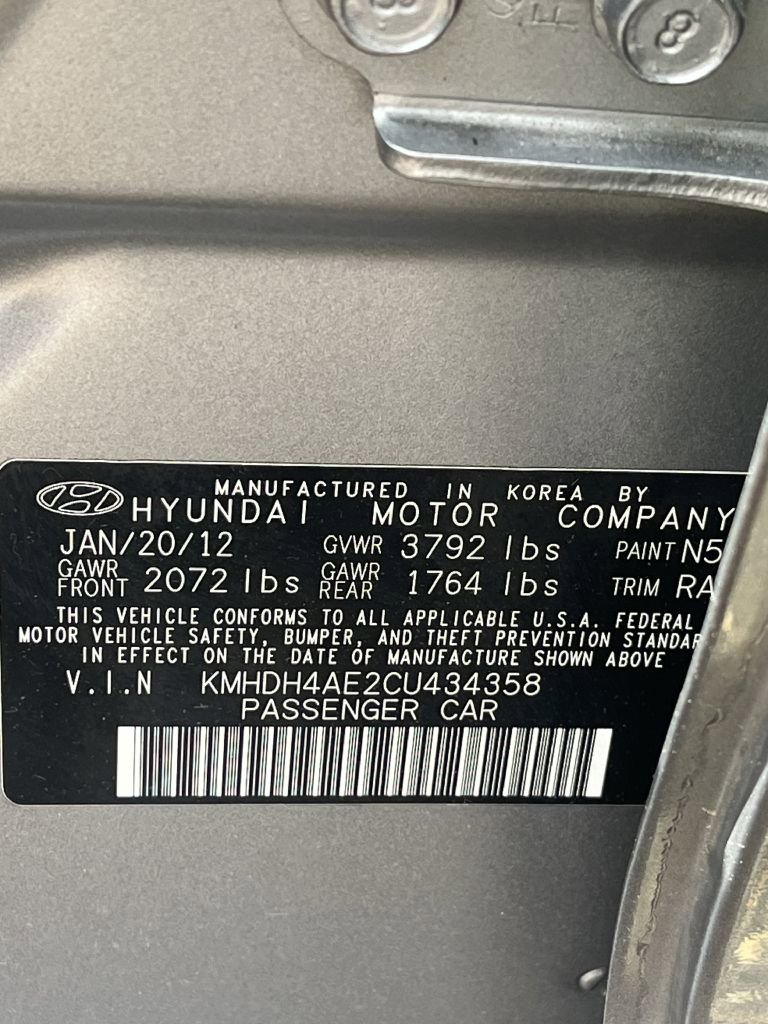 8
8
MANUFACTURED IN KOREA BY
HYUNDAI MOTOR COMPANY
JAN/20/12 GVWR 3792 lbs PAINT N5
GAWR FRONT 2072 lbs GAWR REAR 1764 lbs TRIM RA
THIS VEHICLE CONFORMS TO ALL APPLICABLE U.S.A. FEDERAL
MOTOR VEHICLE SAFETY, BUMPER, AND THEFT PREVENTION STANDAR
IN EFFECT ON THE DATE OF MANUFACTURE SHOWN ABOVE
V.I.N KMHDH4AE2CU434358
PASSENGER CAR